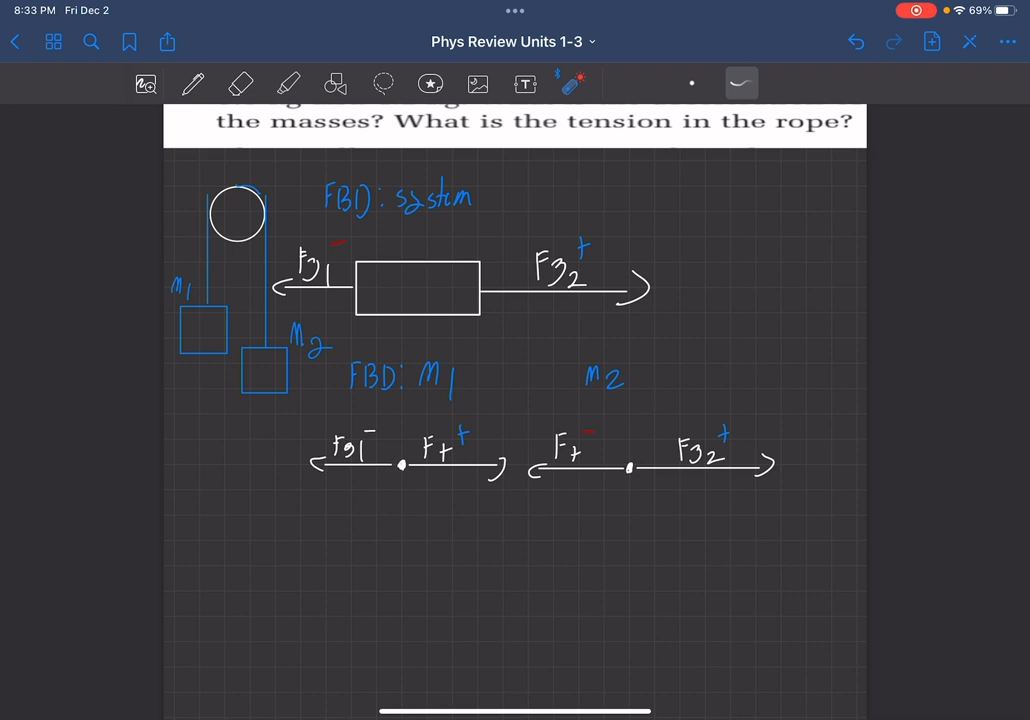 8:33 PM Fri Dec 2
69%
Phys Review Units 1-3
T
the masses? What is the tension in the rope?
FBD: system
Fg1 -
Fg2 +
M1
M2
FBD: M1
M2
Fg1 -
FT +
FT -
Fg2 +